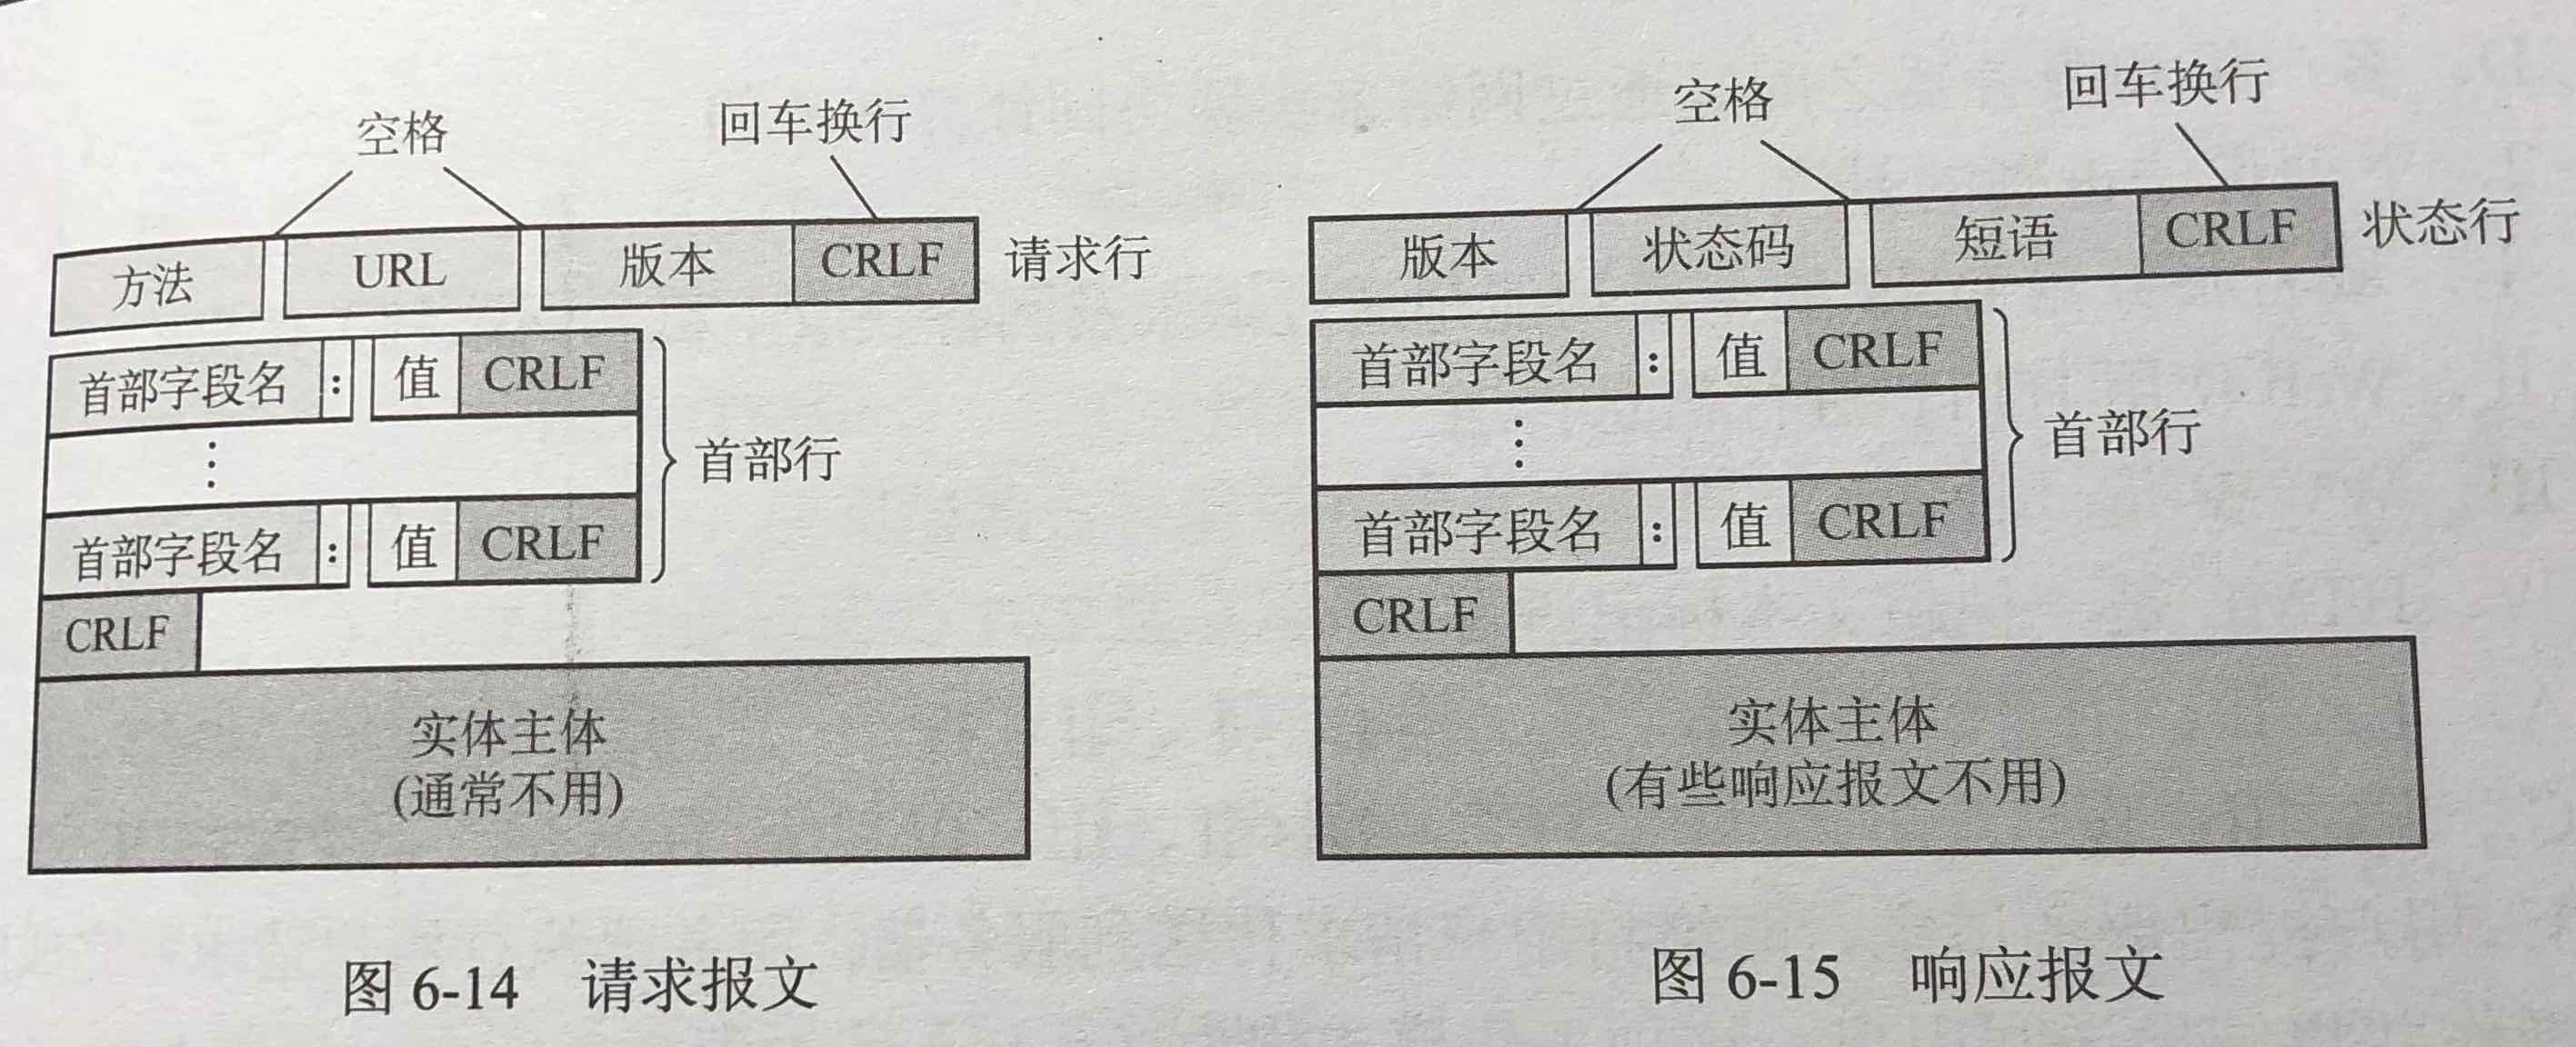 空格
回车换行
方法 URL 版本 CRLF 请求行
首部字段名 : 值 CRLF
⋮
首部字段名 : 值 CRLF
首部行
CRLF
实体主体
(通常不用)
图 6-14 请求报文
空格
回车换行
版本 状态码 短语 CRLF 状态行
首部字段名 : 值 CRLF
⋮
首部字段名 : 值 CRLF
首部行
CRLF
实体主体
(有些响应报文不用)
图 6-15 响应报文